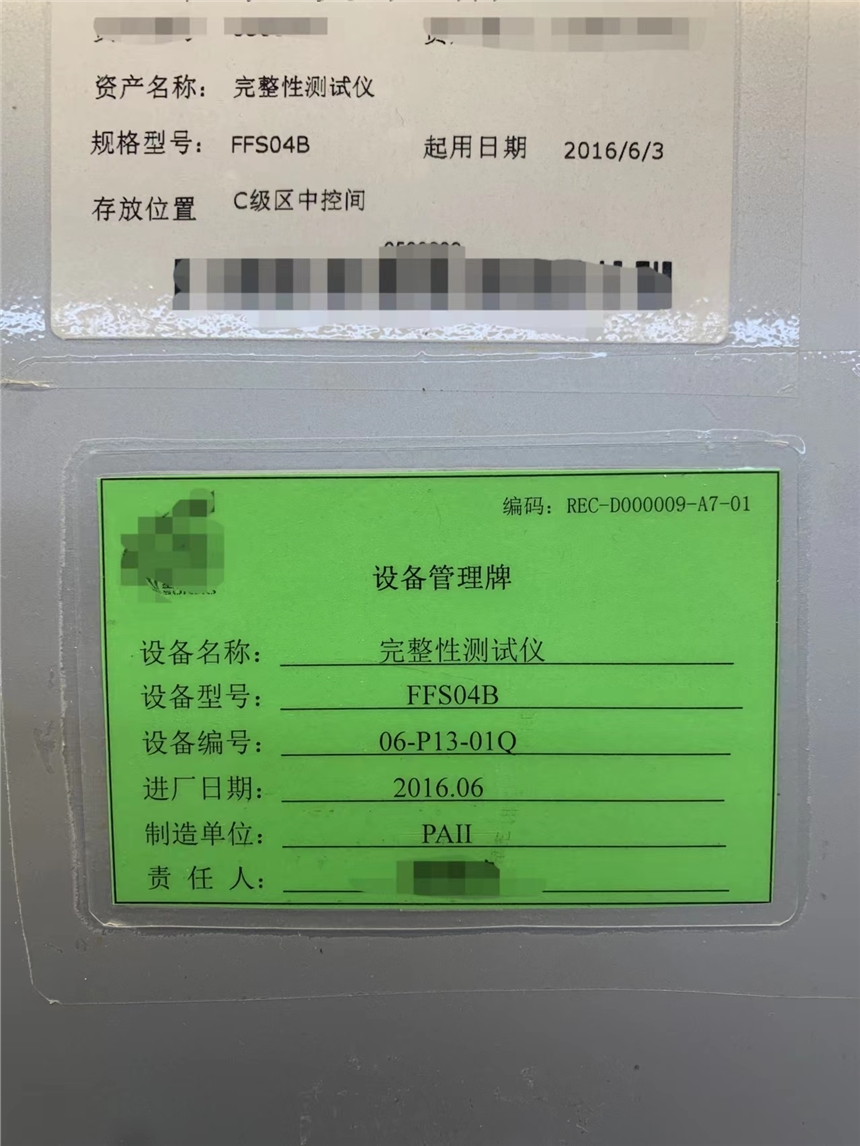 资产名称： 完整性测试仪
规格型号： FFS04B 起用日期 2016/6/3
存放位置 C级区中控间
编码：REC-D000009-A7-01
设备管理牌
设备名称： 完整性测试仪
设备型号： FFS04B
设备编号： 06-P13-01Q
进厂日期： 2016.06
制造单位： PAII
责 任 人：